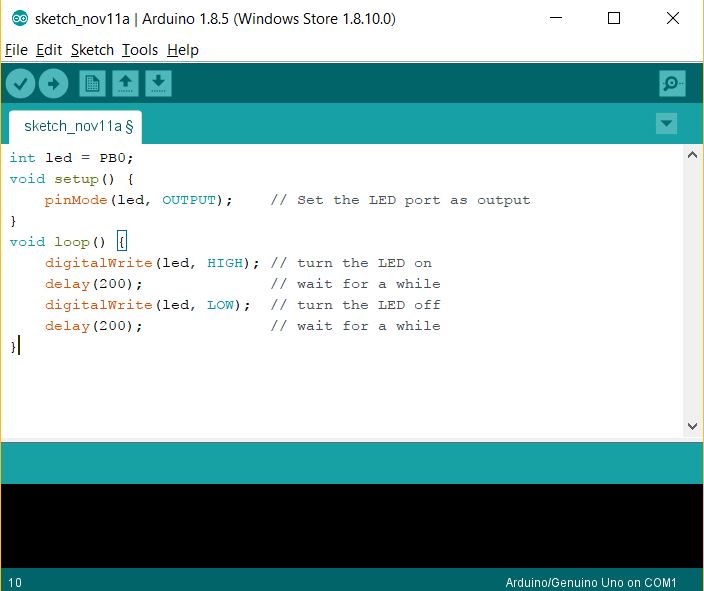 sketch_nov11a | Arduino 1.8.5 (Windows Store 1.8.10.0)
File Edit Sketch Tools Help
sketch_nov11a §
int led = PB0;
void setup() {
    pinMode(led, OUTPUT);    // Set the LED port as output
}
void loop() {
    digitalWrite(led, HIGH); // turn the LED on
    delay(200);              // wait for a while
    digitalWrite(led, LOW);  // turn the LED off
    delay(200);              // wait for a while
}
10
Arduino/Genuino Uno on COM1